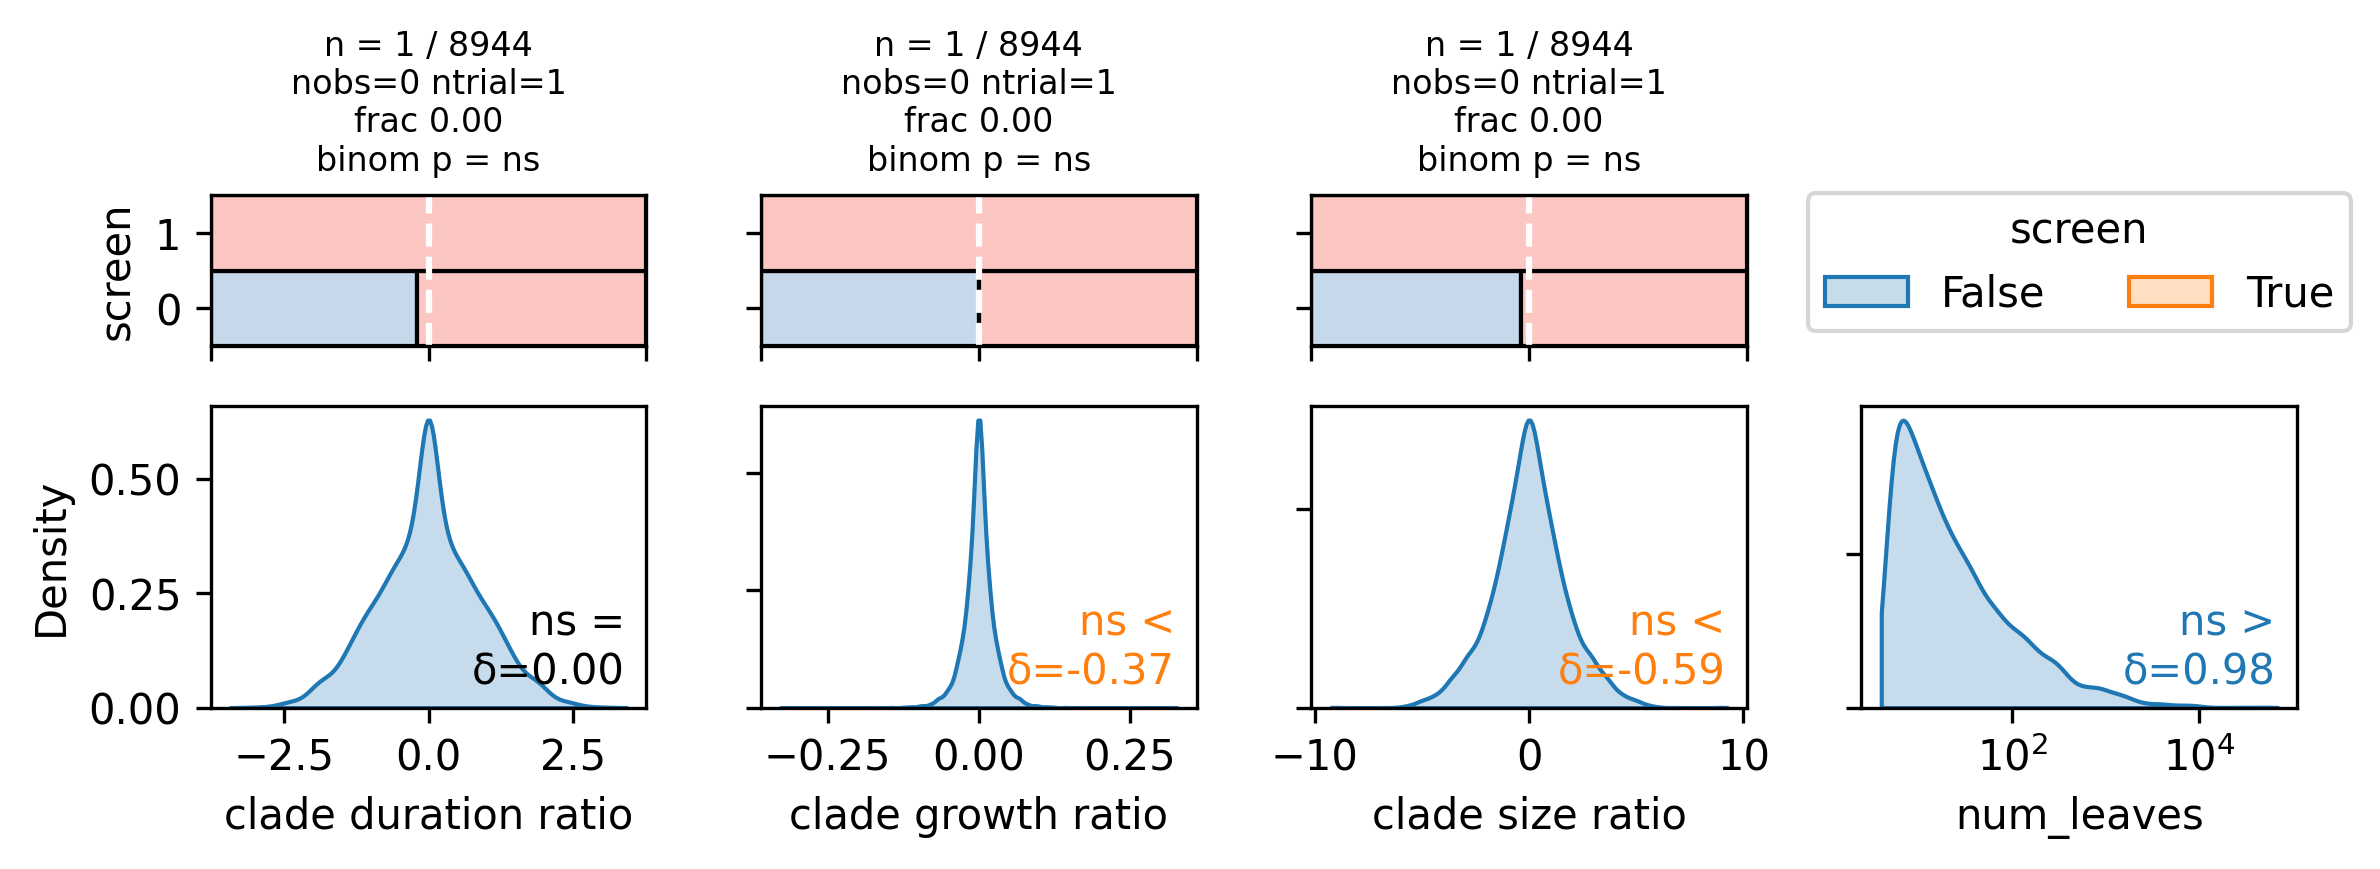 n = 1 / 8944
nobs=0 ntrial=1
frac 0.00
binom p = ns
n = 1 / 8944
nobs=0 ntrial=1
frac 0.00
binom p = ns
n = 1 / 8944
nobs=0 ntrial=1
frac 0.00
binom p = ns
screen
1
0
screen
False
True
Density
0.50
0.25
0.00
ns =
δ=0.00
−2.5
0.0
2.5
clade duration ratio
ns <
δ=-0.37
−0.25
0.00
0.25
clade growth ratio
ns <
δ=-0.59
−10
0
10
clade size ratio
ns >
δ=0.98
10²
10⁴
num_leaves